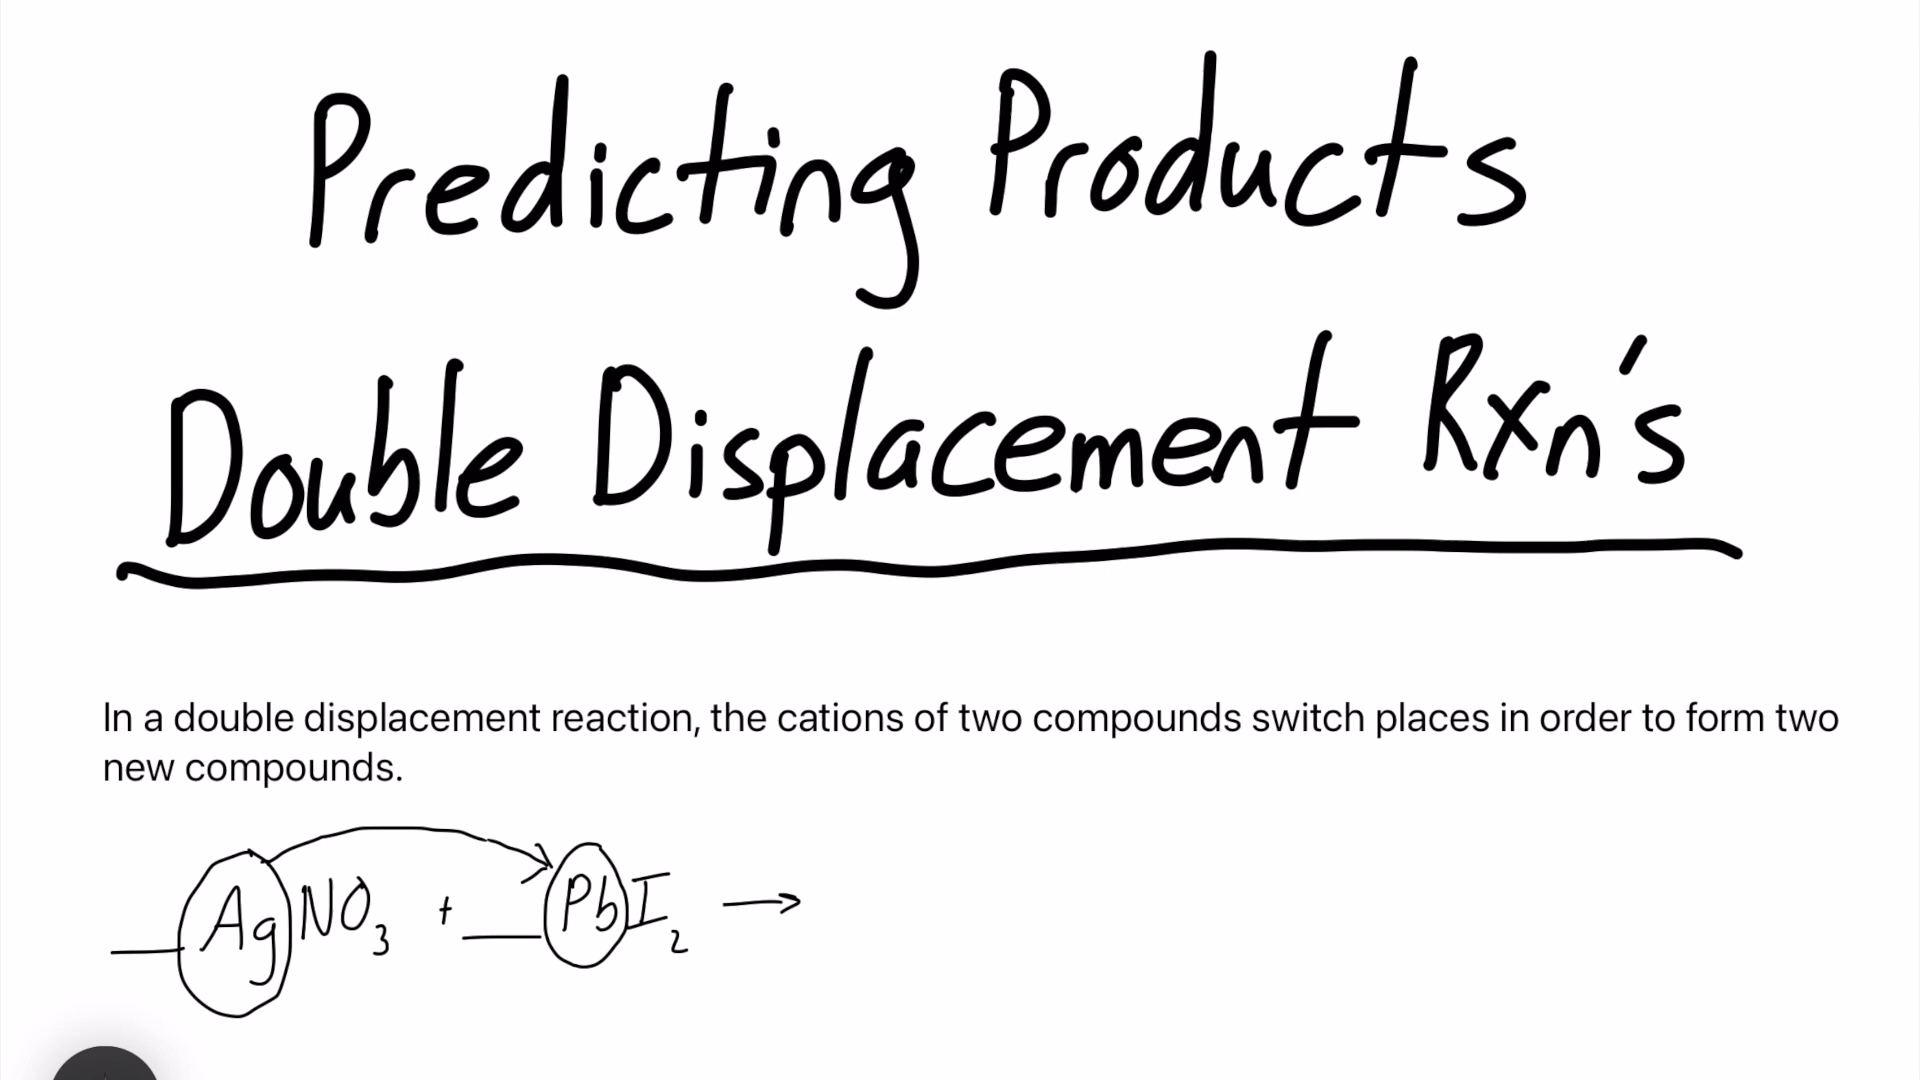 Predicting Products
Double Displacement Rxn's
In a double displacement reaction, the cations of two compounds switch places in order to form two
new compounds.
__AgNO₃ + __PbI₂ →